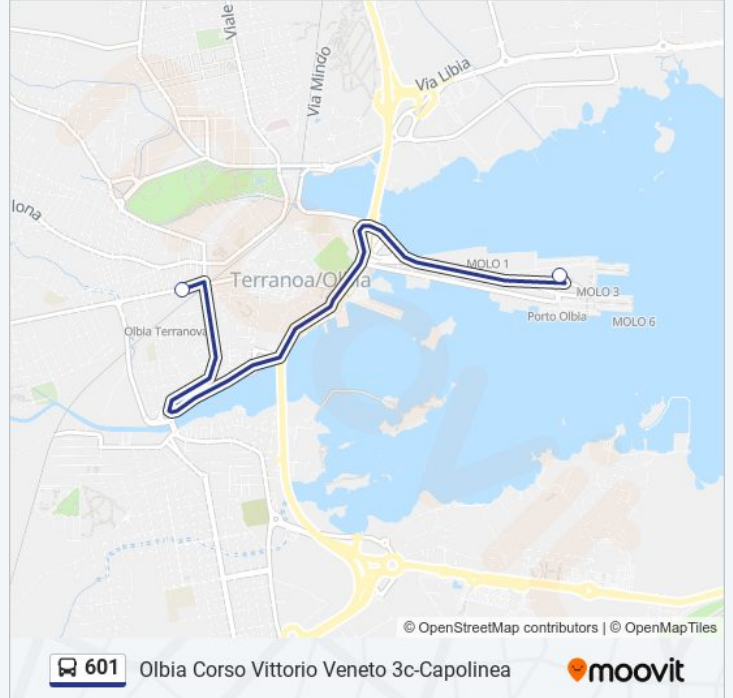 Viale
Via Mincio
Via Libia
Iona
MOLO 1
Terranoa/Olbia
MOLO 3
Porto Olbia
MOLO 6
Olbia Terranova
© OpenStreetMap contributors | © OpenMapTiles
601 Olbia Corso Vittorio Veneto 3c-Capolinea
moovit